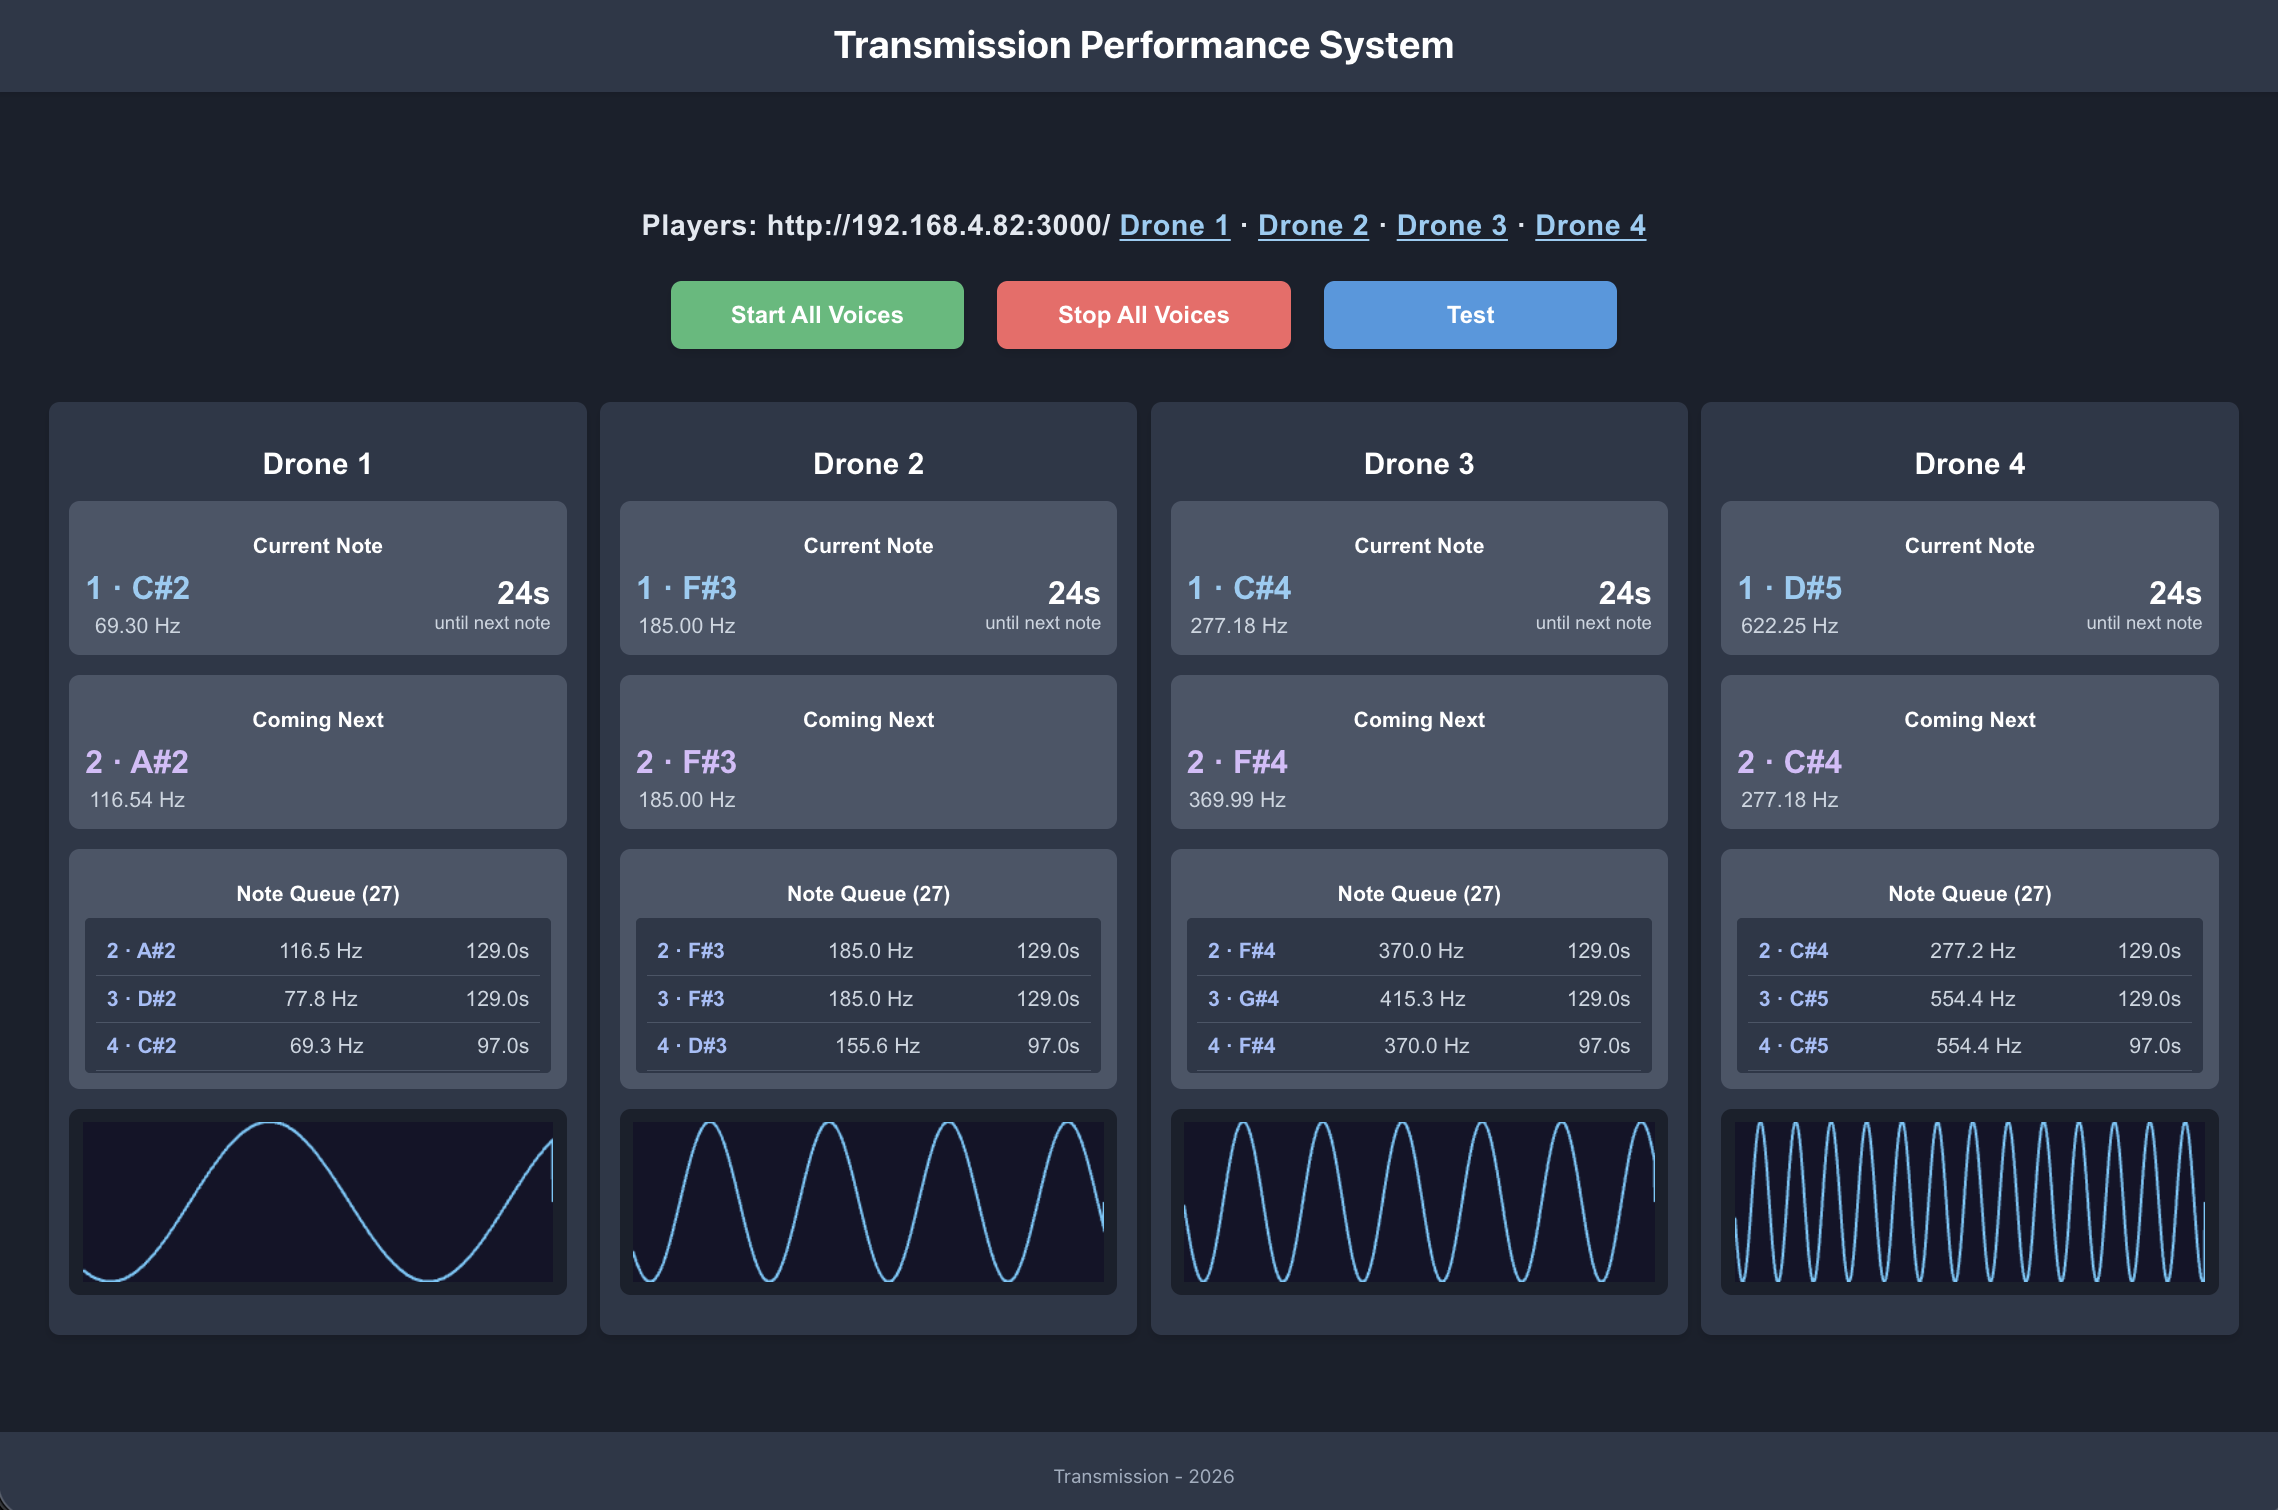 Transmission Performance System
Players: http://192.168.4.82:3000/ Drone 1 · Drone 2 · Drone 3 · Drone 4
Start All Voices
Stop All Voices
Test
Drone 1
Current Note
1 · C#2
69.30 Hz
24s
until next note
Coming Next
2 · A#2
116.54 Hz
Note Queue (27)
2 · A#2 116.5 Hz 129.0s
3 · D#2 77.8 Hz 129.0s
4 · C#2 69.3 Hz 97.0s
Drone 2
Current Note
1 · F#3
185.00 Hz
24s
until next note
Coming Next
2 · F#3
185.00 Hz
Note Queue (27)
2 · F#3 185.0 Hz 129.0s
3 · F#3 185.0 Hz 129.0s
4 · D#3 155.6 Hz 97.0s
Drone 3
Current Note
1 · C#4
277.18 Hz
24s
until next note
Coming Next
2 · F#4
369.99 Hz
Note Queue (27)
2 · F#4 370.0 Hz 129.0s
3 · G#4 415.3 Hz 129.0s
4 · F#4 370.0 Hz 97.0s
Drone 4
Current Note
1 · D#5
622.25 Hz
24s
until next note
Coming Next
2 · C#4
277.18 Hz
Note Queue (27)
2 · C#4 277.2 Hz 129.0s
3 · C#5 554.4 Hz 129.0s
4 · C#5 554.4 Hz 97.0s
Transmission - 2026